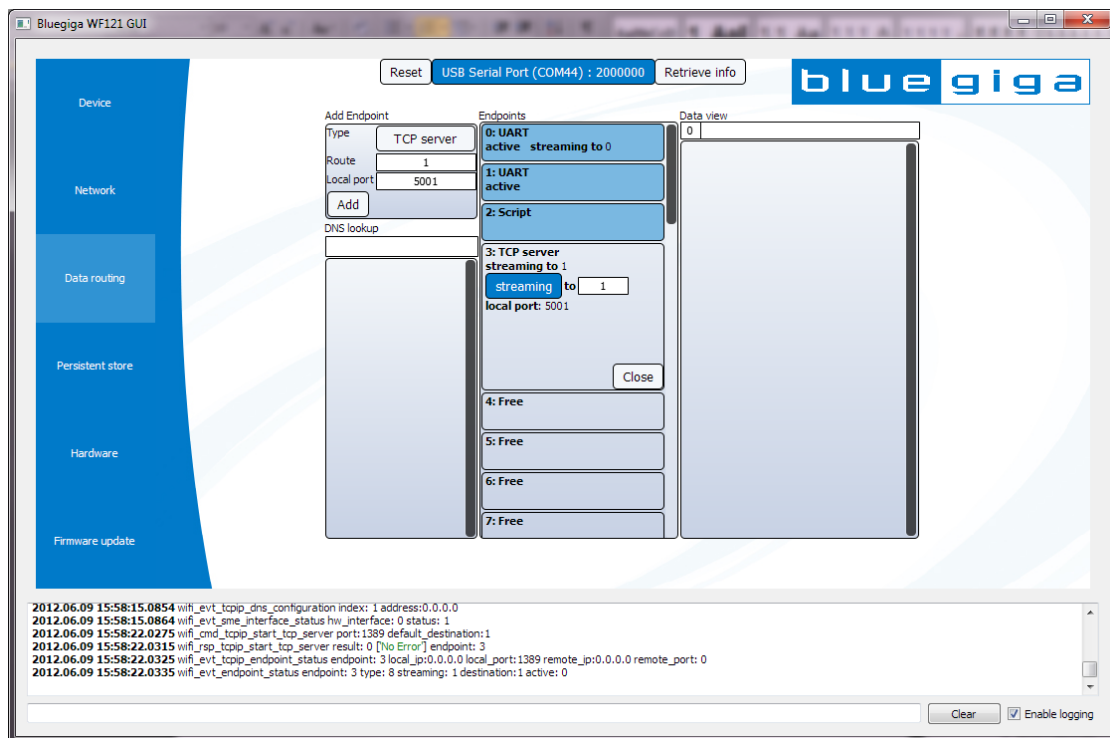 Bluegiga WF121 GUI
Reset
USB Serial Port (COM44) : 2000000
Retrieve info
bluegiga
Device
Network
Data routing
Persistent store
Hardware
Firmware update
Add Endpoint
Type
TCP server
Route
1
Local port
5001
Add
DNS lookup
Endpoints
0: UART
active streaming to 0
1: UART
active
2: Script
3: TCP server
streaming to 1
streaming to 1
local port: 5001
Close
4: Free
5: Free
6: Free
7: Free
Data view
0
2012.06.09 15:58:15.0854 wifi_evt_tcpip_dns_configuration index: 1 address:0.0.0.0
2012.06.09 15:58:15.0864 wifi_evt_sme_interface_status hw_interface: 0 status: 1
2012.06.09 15:58:22.0275 wifi_cmd_tcpip_start_tcp_server port:1389 default_destination:1
2012.06.09 15:58:22.0315 wifi_rsp_tcpip_start_tcp_server result: 0 ['No Error'] endpoint: 3
2012.06.09 15:58:22.0325 wifi_evt_tcpip_endpoint_status endpoint: 3 local_ip:0.0.0.0 local_port:1389 remote_ip:0.0.0.0 remote_port: 0
2012.06.09 15:58:22.0335 wifi_evt_endpoint_status endpoint: 3 type: 8 streaming: 1 destination:1 active: 0
Clear
Enable logging